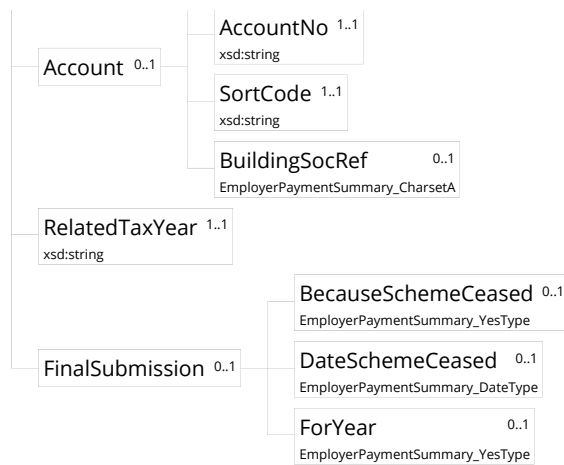 AccountNo 1..1
xsd:string
Account 0..1
SortCode 1..1
xsd:string
BuildingSocRef 0..1
EmployerPaymentSummary_CharsetA
RelatedTaxYear 1..1
xsd:string
BecauseSchemeCeased 0..1
EmployerPaymentSummary_YesType
FinalSubmission 0..1
DateSchemeCeased 0..1
EmployerPaymentSummary_DateType
ForYear 0..1
EmployerPaymentSummary_YesType